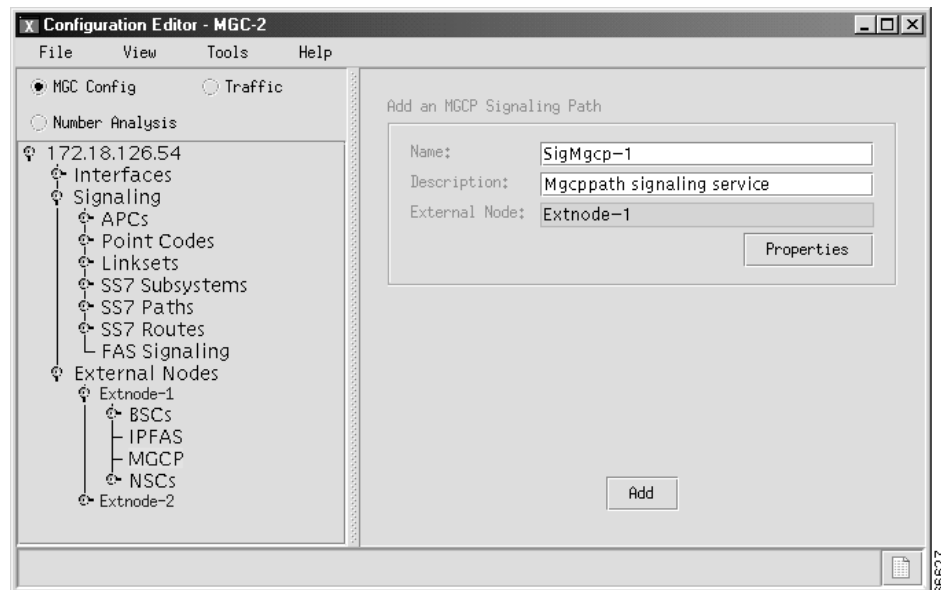 X Configuration Editor - MGC-2
File View Tools Help
MGC Config Traffic
Number Analysis
172.18.126.54
Interfaces
Signaling
APCs
Point Codes
Linksets
SS7 Subsystems
SS7 Paths
SS7 Routes
FAS Signaling
External Nodes
Extnode-1
BSCs
IPFAS
MGCP
NSCs
Extnode-2
Add an MGCP Signaling Path
Name: SigMgcp-1
Description: Mgcppath signaling service
External Node: Extnode-1
Properties
Add
66627